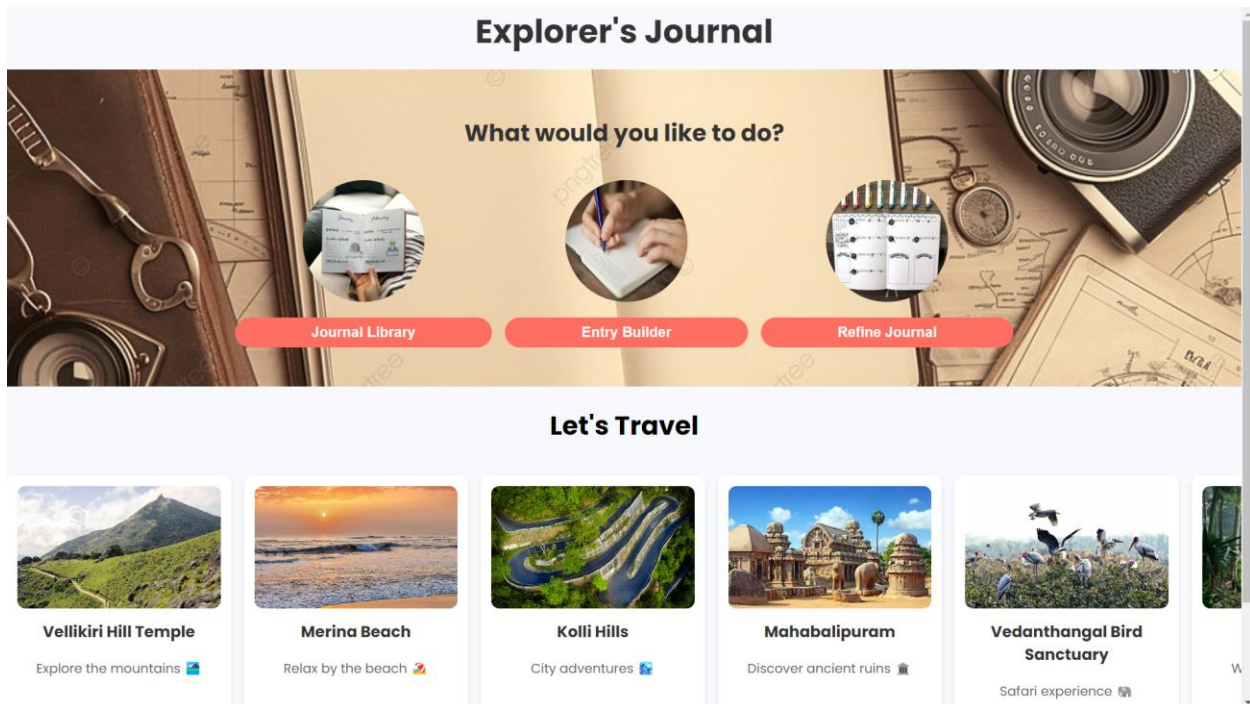 Explorer's Journal
What would you like to do?
pngtree
Journal Library
Entry Builder
Refine Journal
Let's Travel
Vellikiri Hill Temple
Merina Beach
Kolli Hills
Mahabalipuram
Vedanthangal Bird
Sanctuary
Explore the mountains 🏔️
Relax by the beach 🏖️
City adventures 🏙️
Discover ancient ruins 🏛️
Safari experience 🐘
W